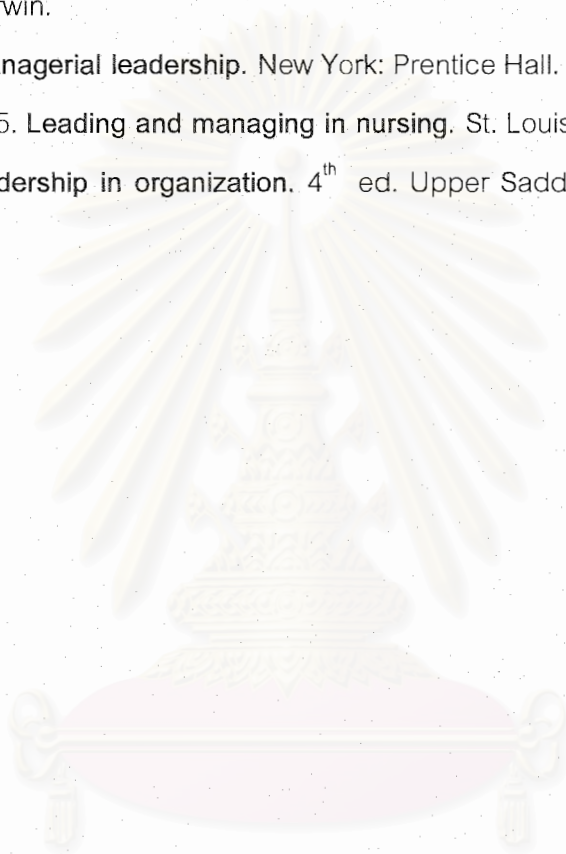 rwin.
nagerial leadership. New York: Prentice Hall.
5. Leading and managing in nursing. St. Louis
dership in organization. 4th ed. Upper Sadd